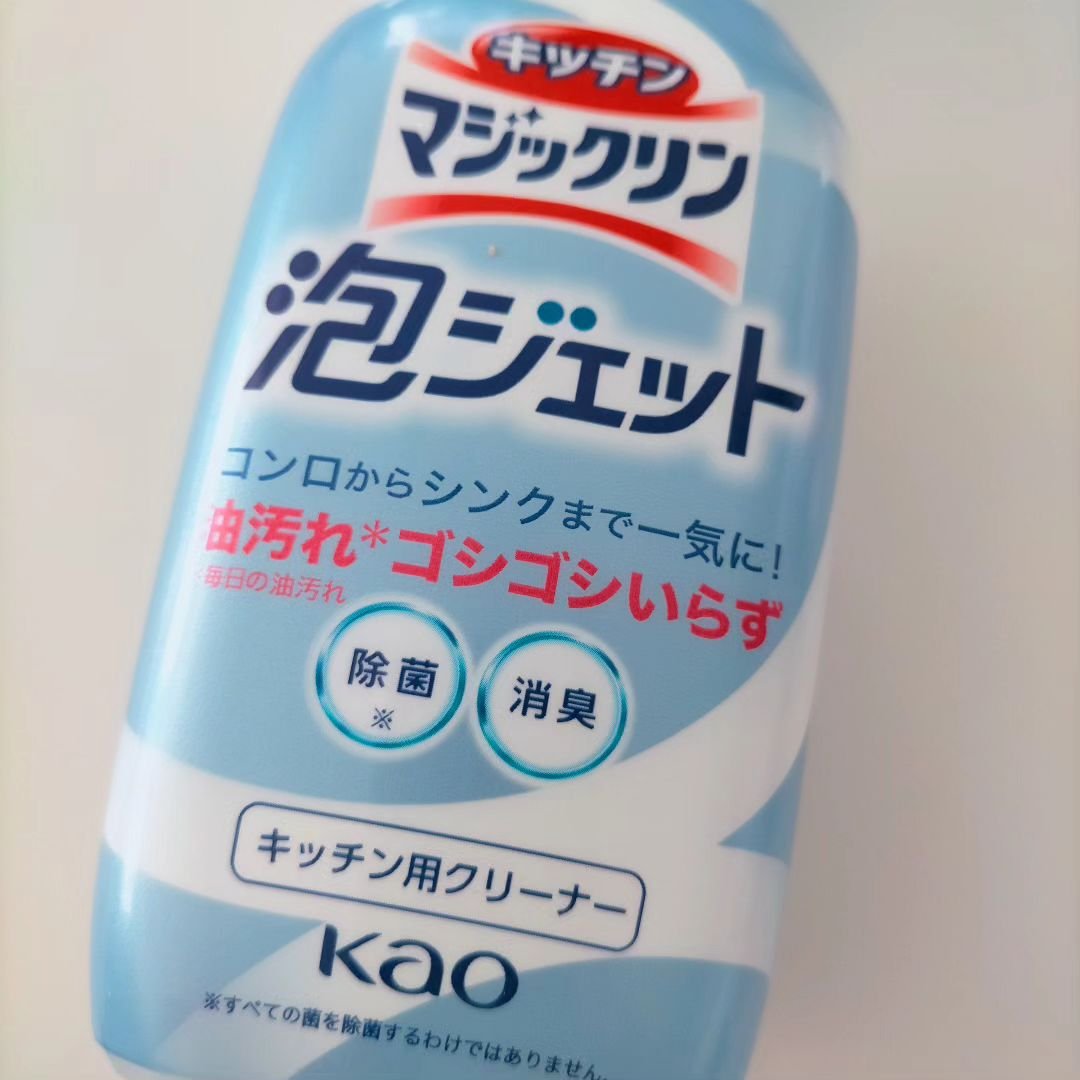 キッチン
マジックリン
泡ジェット
コンロからシンクまで一気に!
油汚れ*ゴシゴシいらず
*毎日の油汚れ
除菌
※
消臭
キッチン用クリーナー
Kao
※すべての菌を除菌するわけではありません。